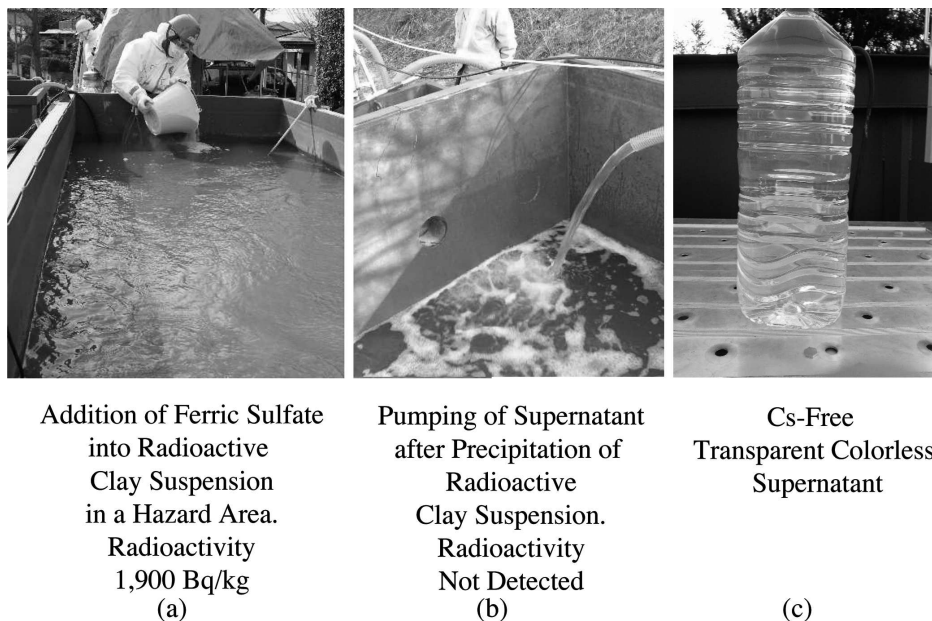 Addition of Ferric Sulfate
into Radioactive
Clay Suspension
in a Hazard Area.
Radioactivity
1,900 Bq/kg
(a)
Pumping of Supernatant
after Precipitation of
Radioactive
Clay Suspension.
Radioactivity
Not Detected
(b)
Cs-Free
Transparent Colorless
Supernatant
(c)